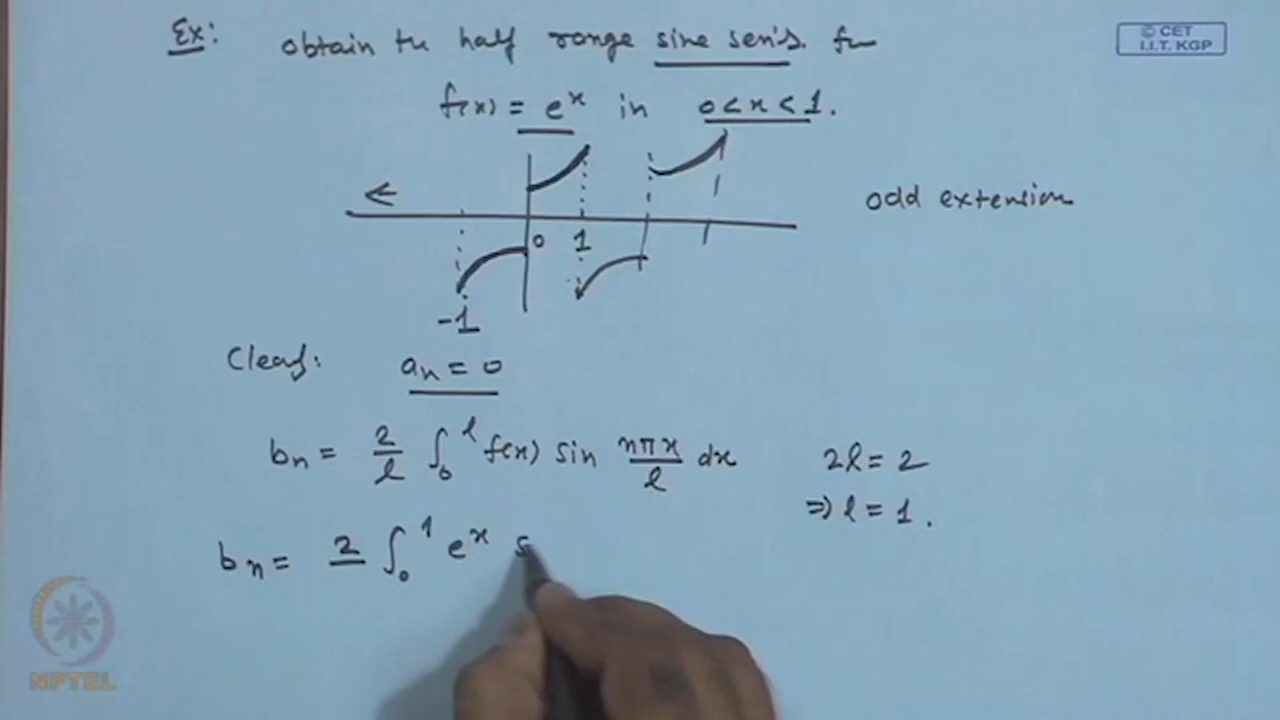 © CET
I.I.T. KGP
Ex: obtain the half range sine series for
f(x) = e^x in 0 < x < 1.
odd extension
0 1
-1
Clearly: a_n = 0
b_n = 2/l ∫_0^l f(x) sin nπx/l dx 2l = 2
⇒ l = 1.
b_n = 2 ∫_0^1 e^x s
NPTEL